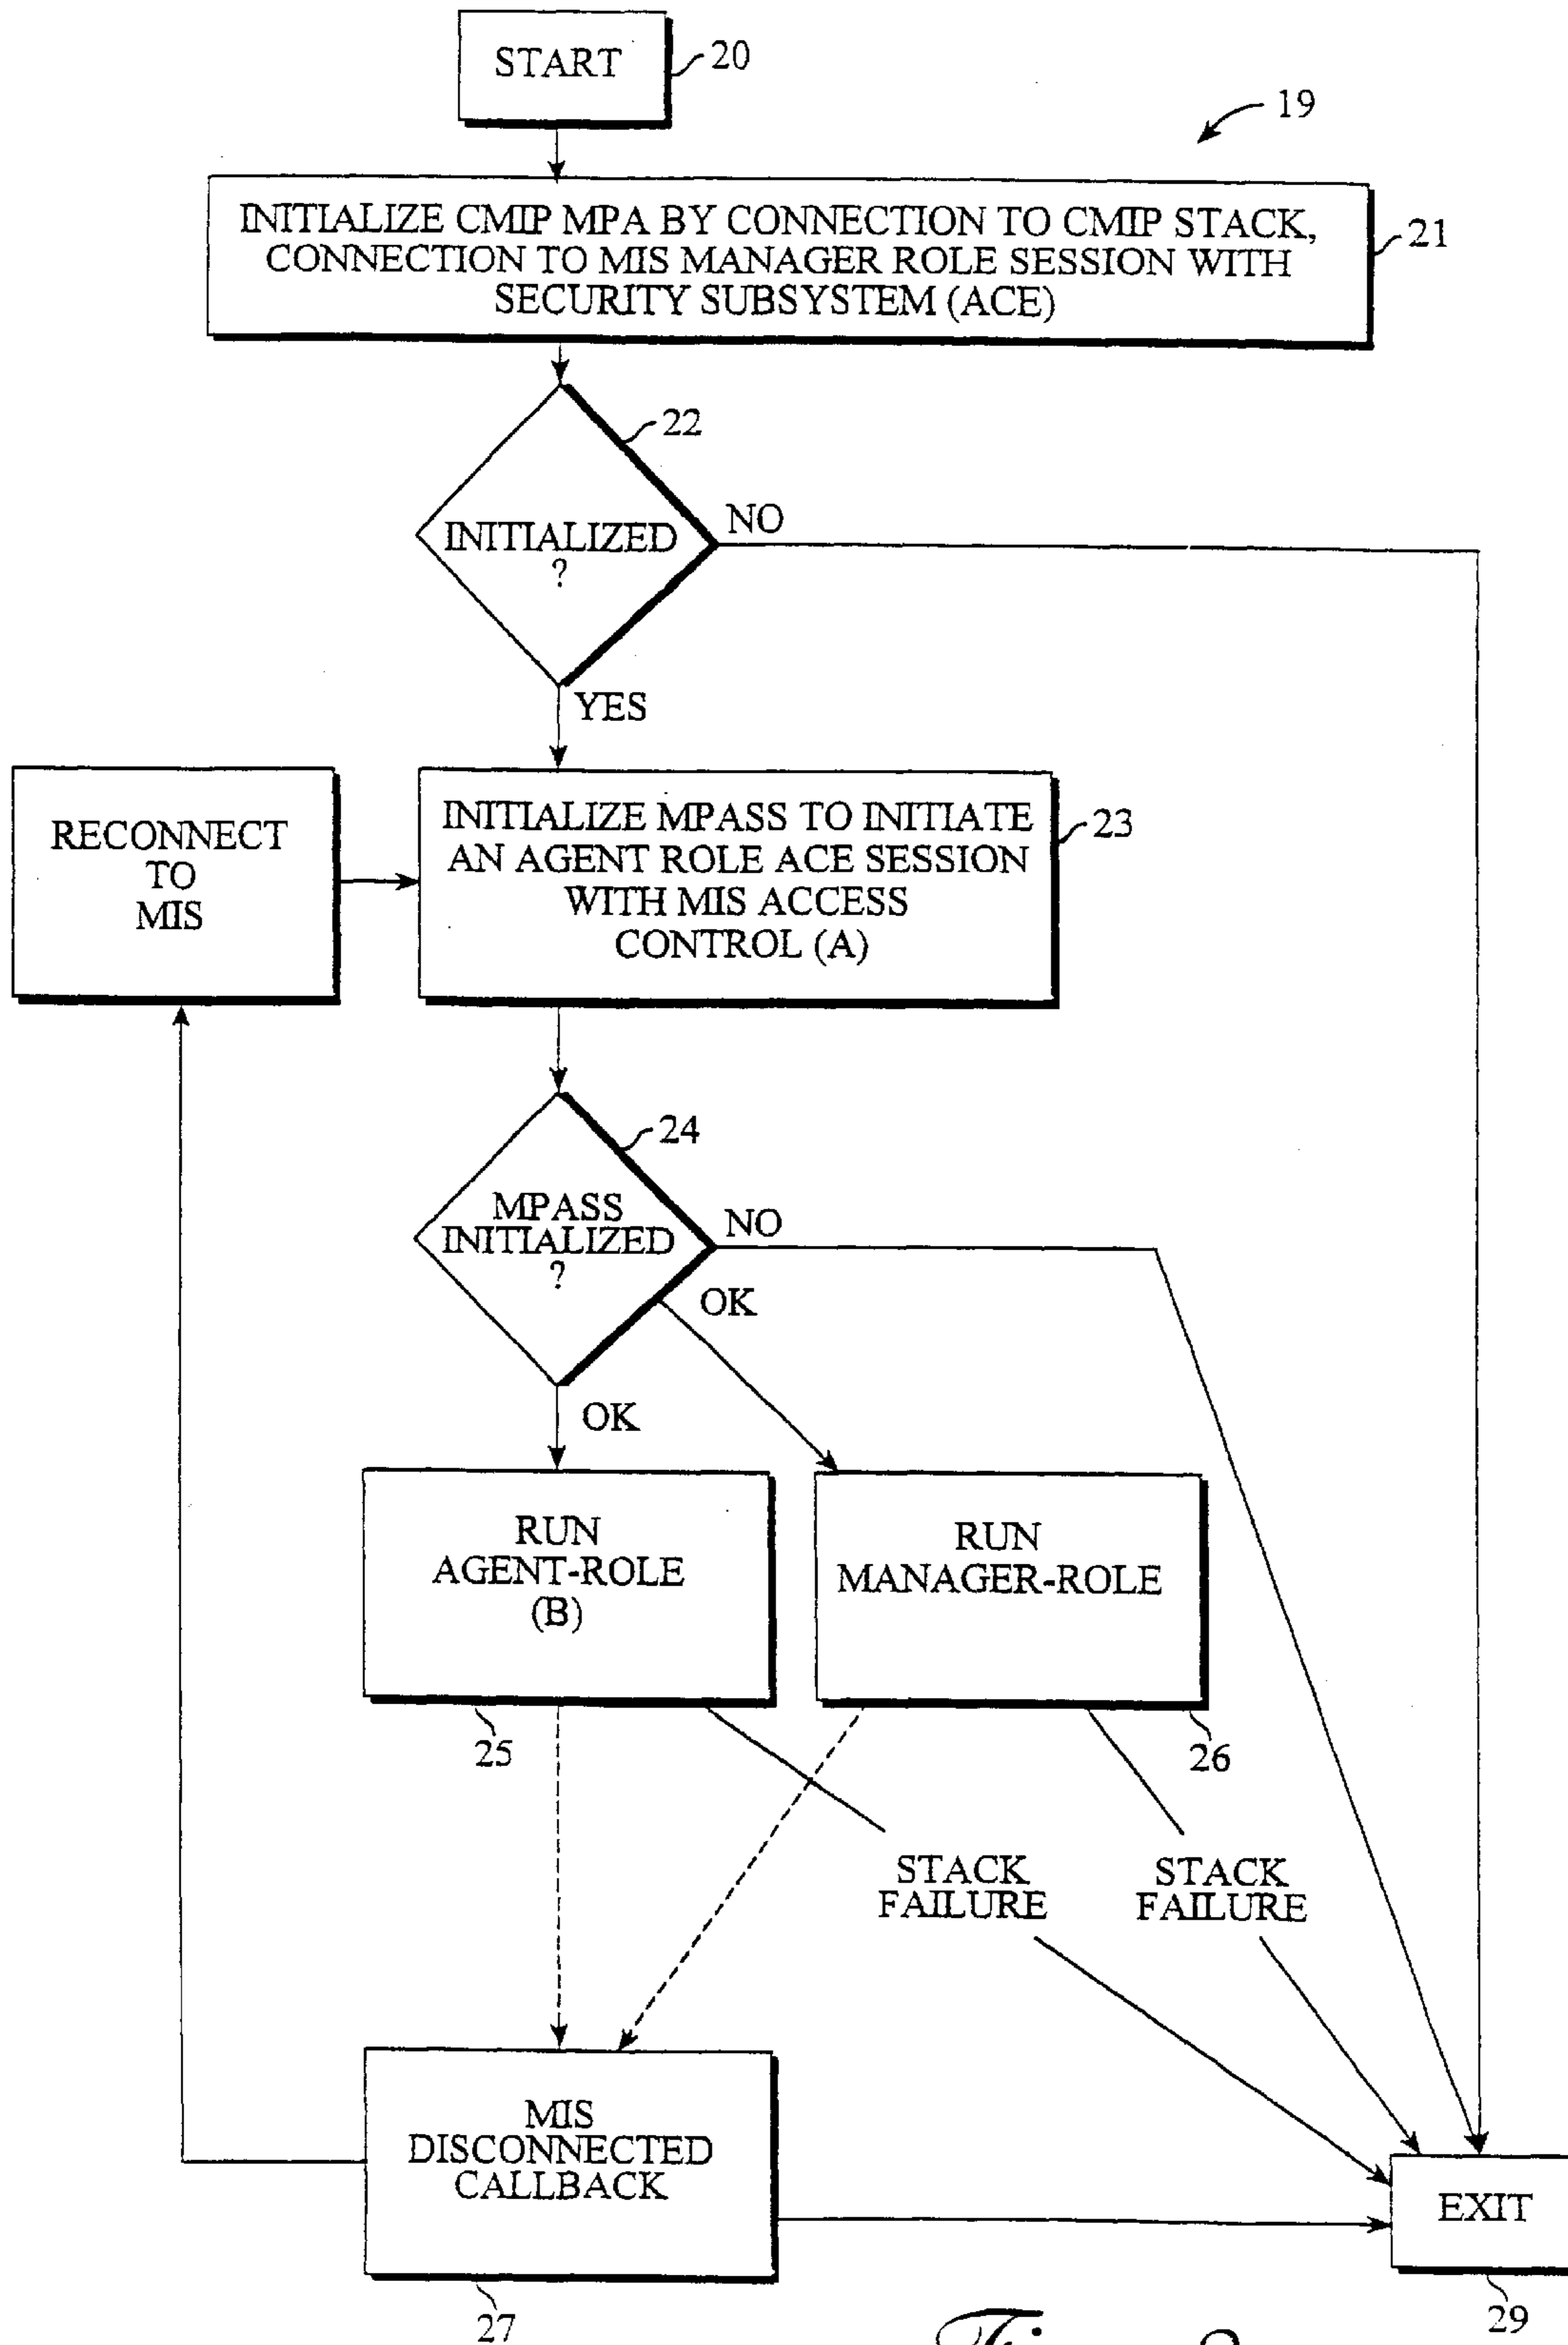 START
20
19
INITIALIZE CMIP MPA BY CONNECTION TO CMIP STACK,
CONNECTION TO MIS MANAGER ROLE SESSION WITH
SECURITY SUBSYSTEM (ACE)
21
22
INITIALIZED
?
NO
YES
RECONNECT
TO
MIS
INITIALIZE MPASS TO INITIATE
AN AGENT ROLE ACE SESSION
WITH MIS ACCESS
CONTROL (A)
23
24
MPASS
INITIALIZED
?
NO
OK
OK
RUN
AGENT-ROLE
(B)
25
RUN
MANAGER-ROLE
26
STACK
FAILURE
STACK
FAILURE
MIS
DISCONNECTED
CALLBACK
27
EXIT
29